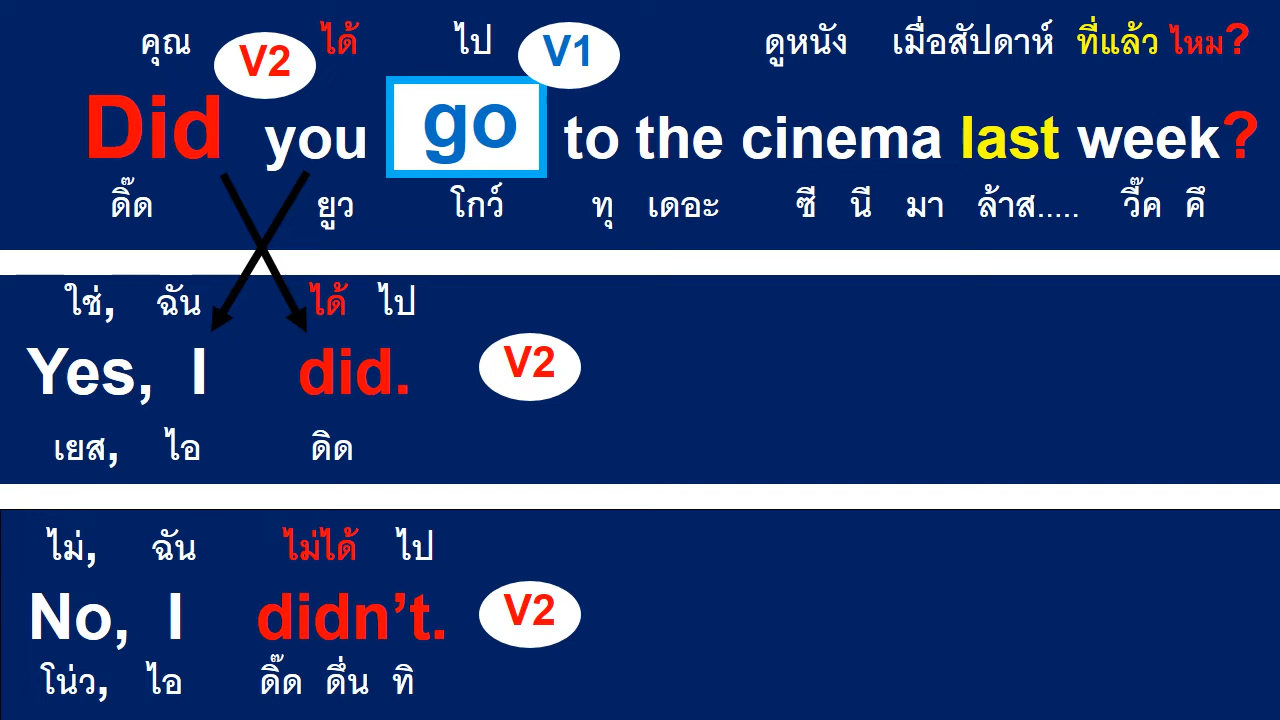 คุณ ได้ ไป ดูหนัง เมื่อสัปดาห์ ที่แล้ว ไหม?
V2 V1
Did you go to the cinema last week?
ดิ๊ด ยูว โกว์ ทุ เดอะ ซี นี มา ล้าส..... วี๊ค คึ
ใช่, ฉัน ได้ ไป
Yes, I did. V2
เยส, ไอ ดิด
ไม่, ฉัน ไม่ได้ ไป
No, I didn’t. V2
โน่ว, ไอ ดิ๊ด ดึ่น ทิ